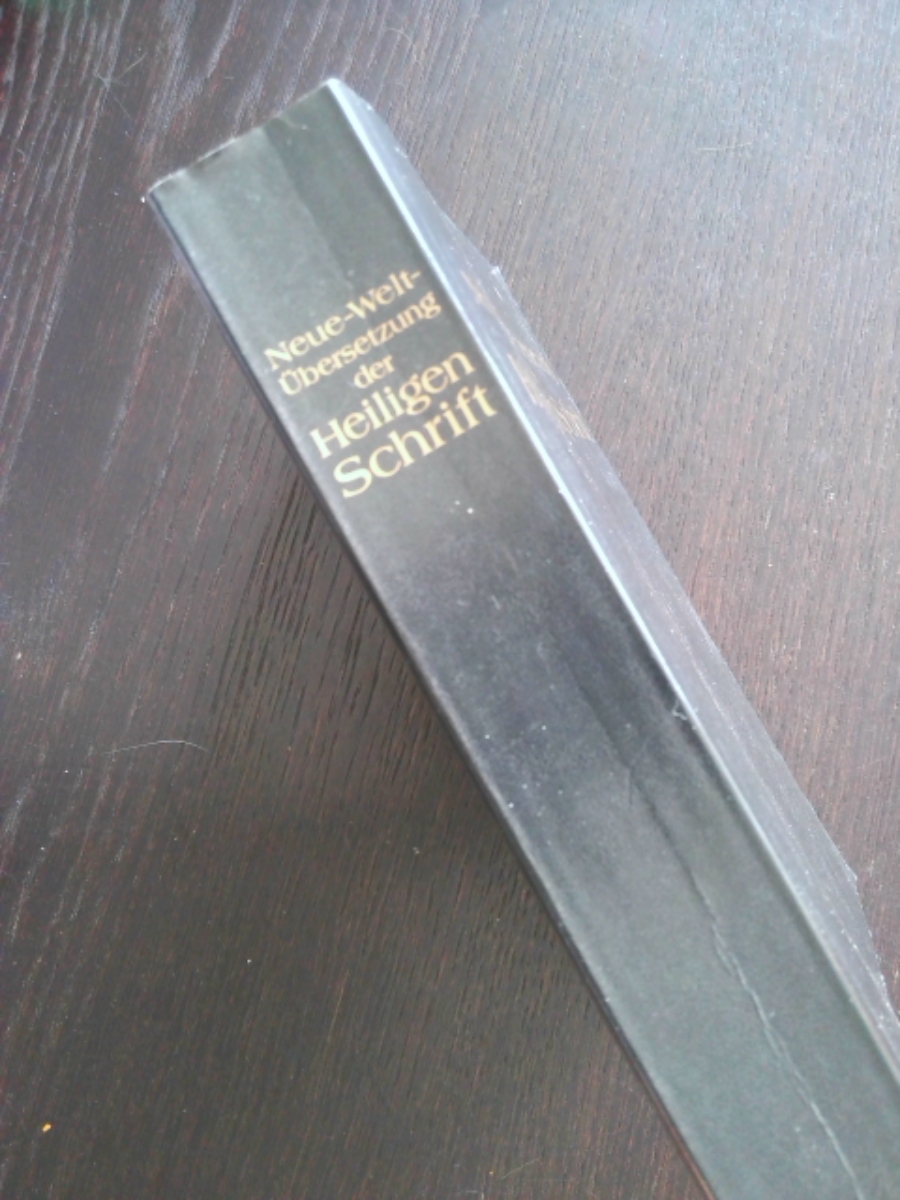 Neue-Welt-
Übersetzung
der
Heiligen
Schrift